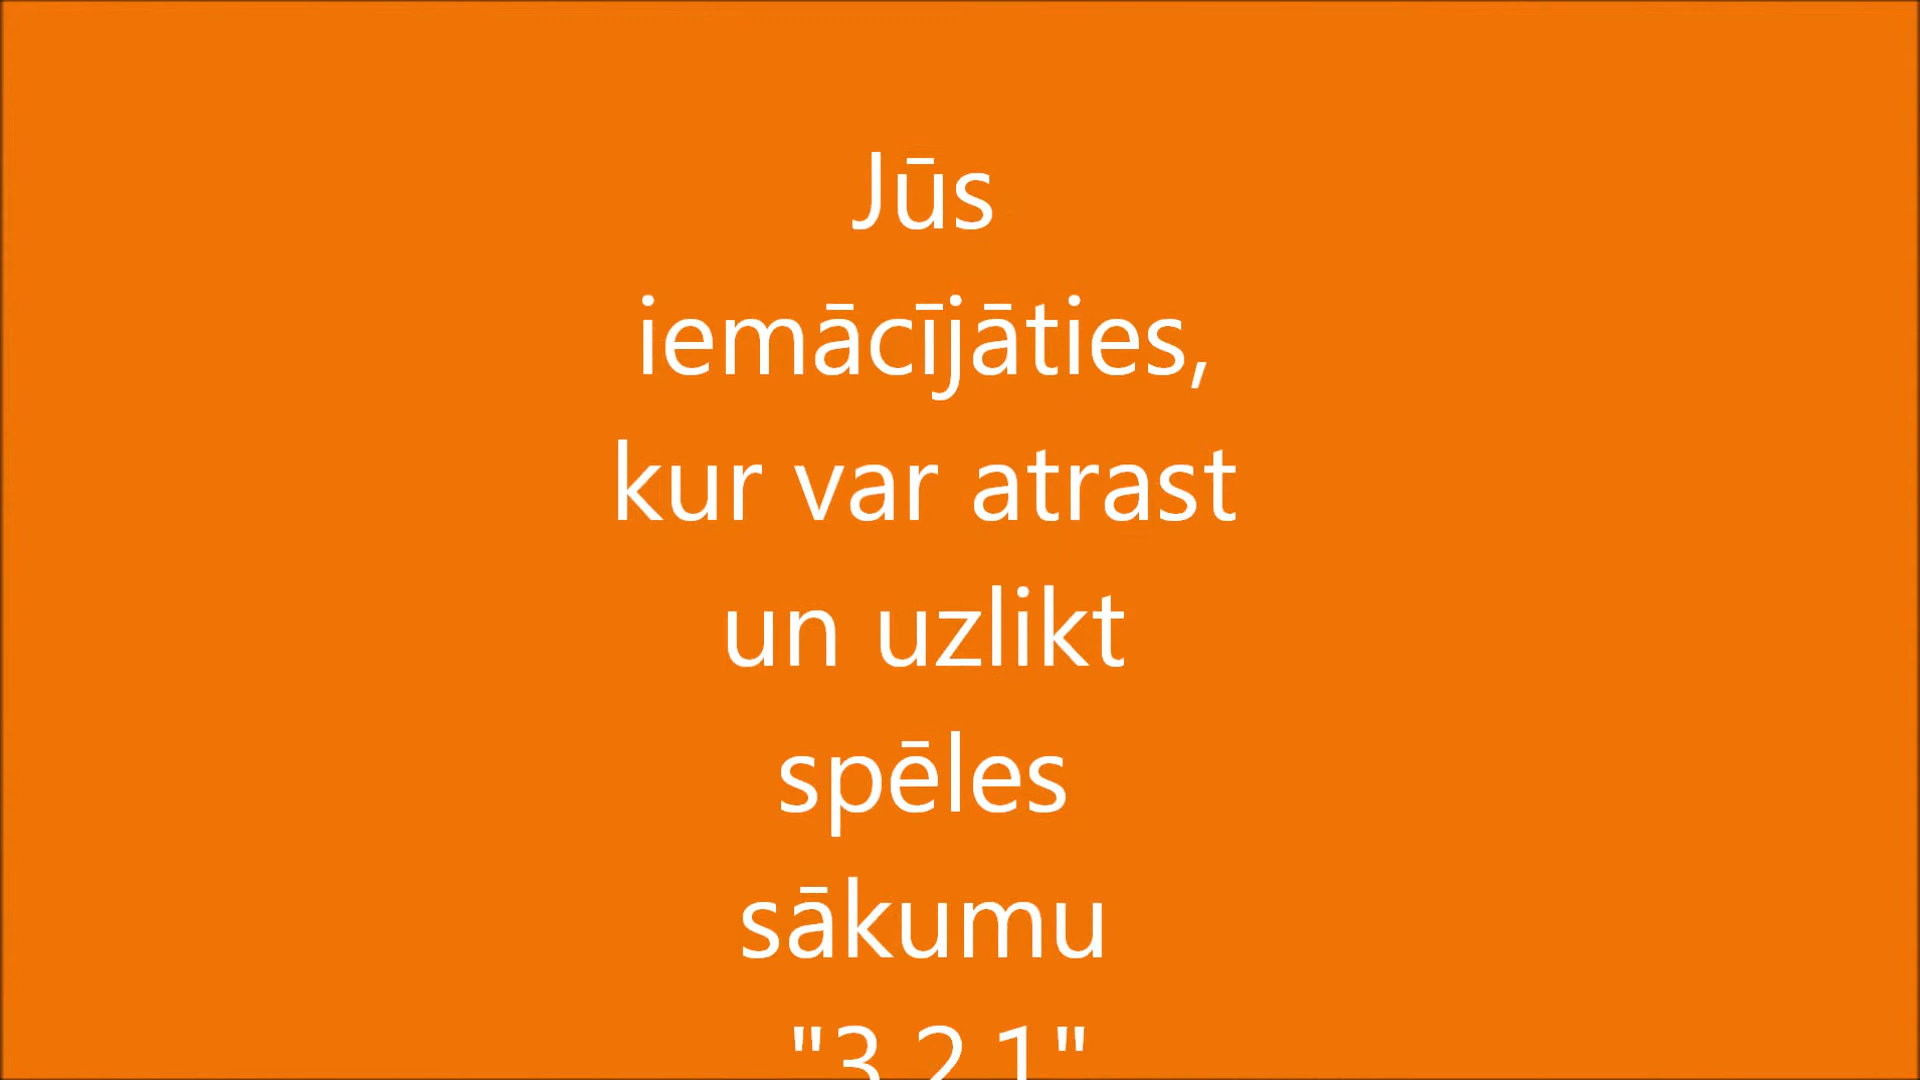 Jūs
iemācījāties,
kur var atrast
un uzlikt
spēles
sākumu
"3 2 1"